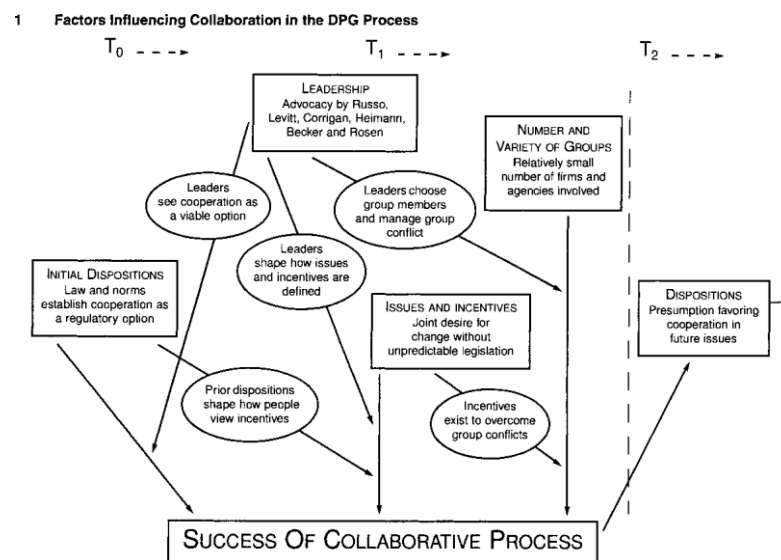 1 Factors Influencing Collaboration in the DPG Process
T0 T1 T2
LEADERSHIP
Advocacy by Russo,
Levitt, Corrigan, Heimann,
Becker and Rosen
NUMBER AND
VARIETY OF GROUPS
Relatively small
number of firms and
agencies involved
Leaders
see cooperation as
a viable option
Leaders choose
group members
and manage group
conflict
Leaders
shape how issues
and incentives are
defined
INITIAL DISPOSITIONS
Law and norms
establish cooperation as
a regulatory option
ISSUES AND INCENTIVES
Joint desire for
change without
unpredictable legislation
DISPOSITIONS
Presumption favoring
cooperation in
future issues
Prior dispositions
shape how people
view incentives
Incentives
exist to overcome
group conflicts
SUCCESS OF COLLABORATIVE PROCESS